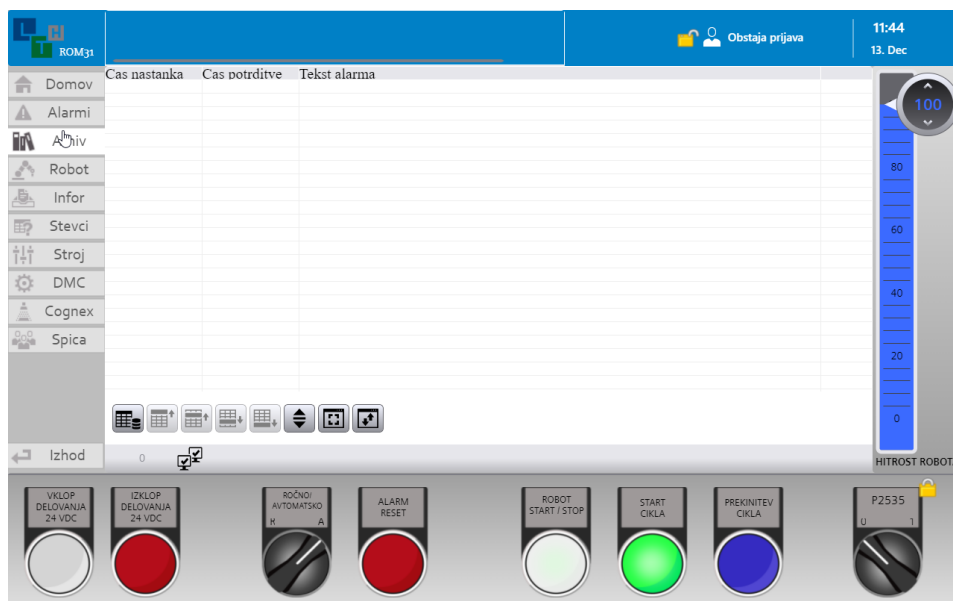 LTH
ROM31
Obstaja prijava
11:44
13. Dec
Cas nastanka Cas potrditve Tekst alarma
Domov
Alarmi
Robot
Infor
Stevci
Stroj
DMC
Cognex
Spica
Izhod
0
100
80
60
40
20
0
HITROST ROBOT
VKLOP
DELOVANJA
24 VDC
IZKLOP
DELOVANJA
24 VDC
ROČNO/
AVTOMATSKO
R A
ALARM
RESET
ROBOT
START / STOP
START
CIKLA
PREKINITEV
CIKLA
P2535